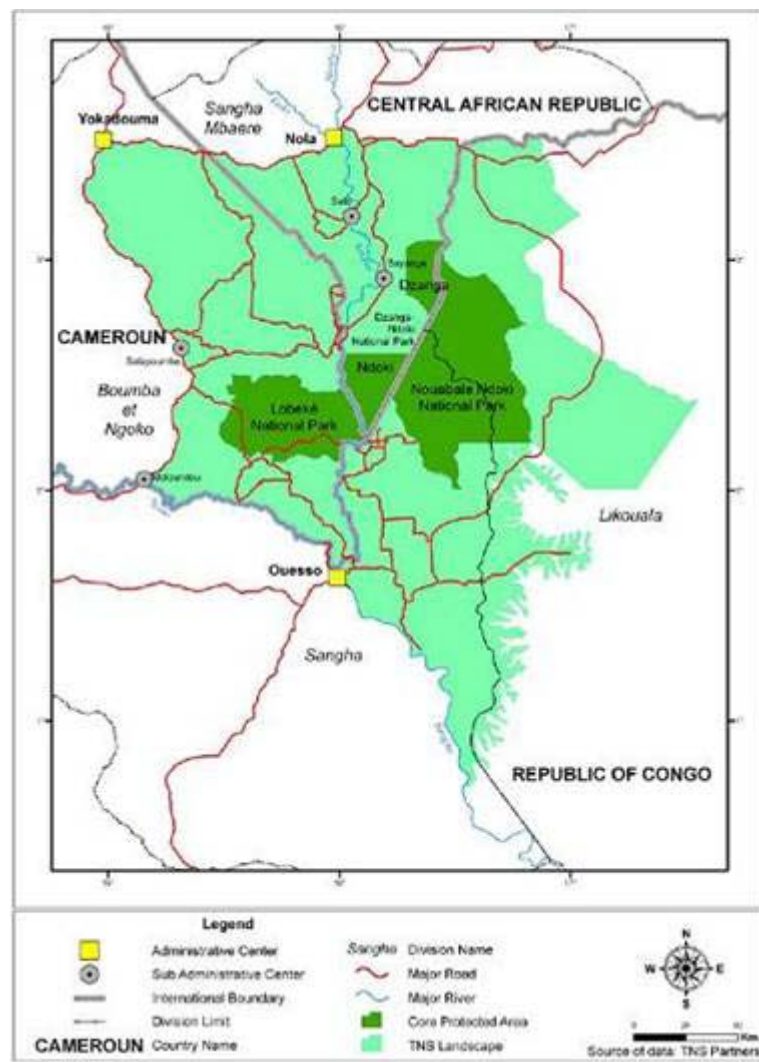 CENTRAL AFRICAN REPUBLIC
Sangha
Mbaere
Yokadouma
Nola
Bayanga
Dzanga
Dzanga-
Ndoki
National Park
CAMEROUN
Ndoki
Boumba
et
Ngoko
Lobeké
National Park
Nouabale Ndoki
National Park
Likouala
Ouesso
Sangha
REPUBLIC OF CONGO
Legend
Administrative Center
Sub Administrative Center
International Boundary
Division Limit
CAMEROUN Country Name
Sangha Division Name
Major Road
Major River
Core Protected Area
TNS Landscape
N
W E
S
Km
Source of data: TNS Partners